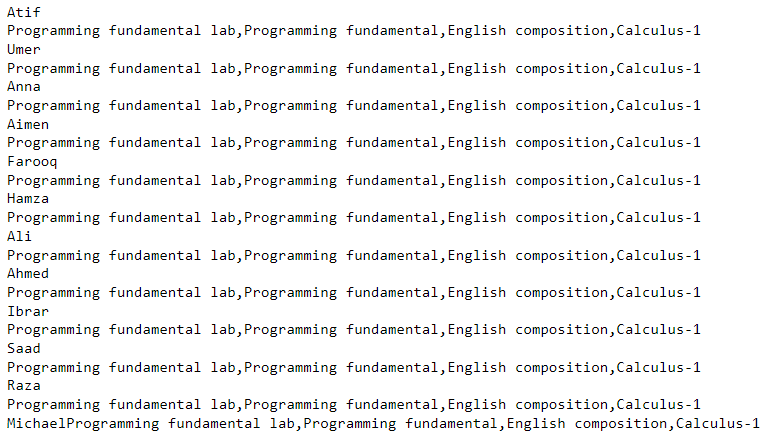 Atif
Programming fundamental lab,Programming fundamental,English composition,Calculus-1
Umer
Programming fundamental lab,Programming fundamental,English composition,Calculus-1
Anna
Programming fundamental lab,Programming fundamental,English composition,Calculus-1
Aimen
Programming fundamental lab,Programming fundamental,English composition,Calculus-1
Farooq
Programming fundamental lab,Programming fundamental,English composition,Calculus-1
Hamza
Programming fundamental lab,Programming fundamental,English composition,Calculus-1
Ali
Programming fundamental lab,Programming fundamental,English composition,Calculus-1
Ahmed
Programming fundamental lab,Programming fundamental,English composition,Calculus-1
Ibrar
Programming fundamental lab,Programming fundamental,English composition,Calculus-1
Saad
Programming fundamental lab,Programming fundamental,English composition,Calculus-1
Raza
Programming fundamental lab,Programming fundamental,English composition,Calculus-1
MichaelProgramming fundamental lab,Programming fundamental,English composition,Calculus-1